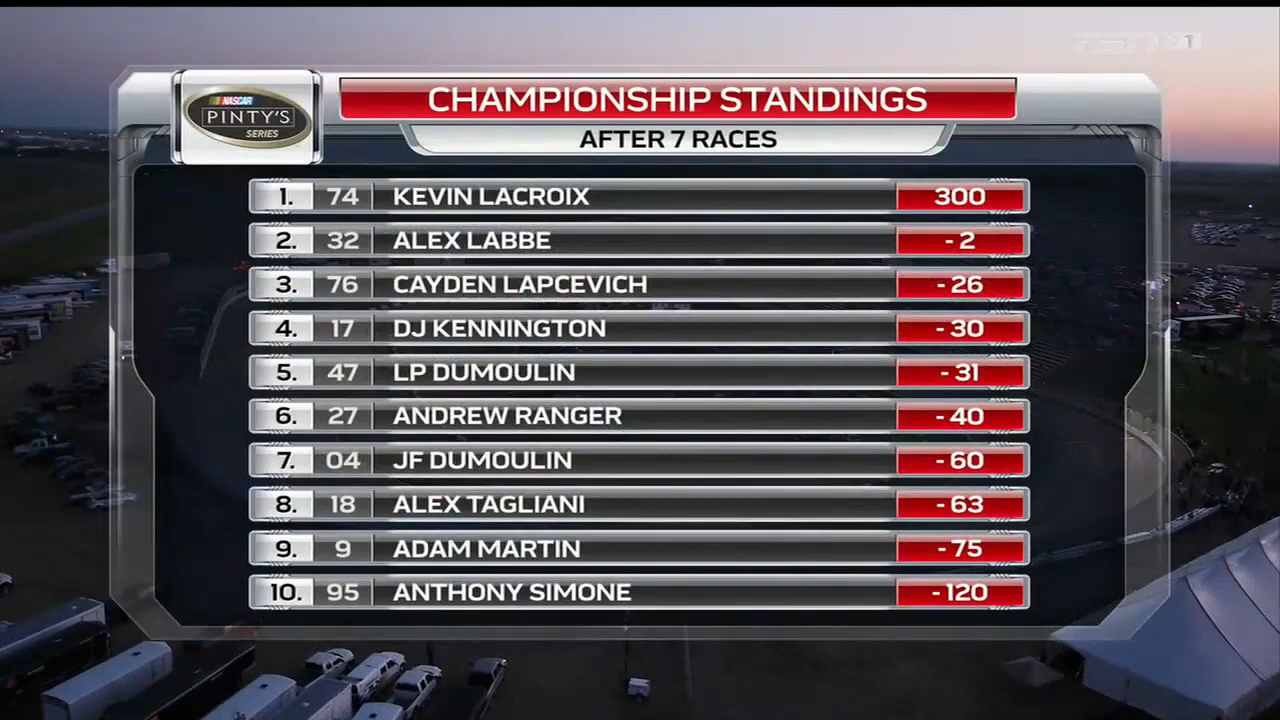 TSN 1
NASCAR
PINTY'S
SERIES
CHAMPIONSHIP STANDINGS
AFTER 7 RACES
1. 74 KEVIN LACROIX 300
2. 32 ALEX LABBE - 2
3. 76 CAYDEN LAPCEVICH - 26
4. 17 DJ KENNINGTON - 30
5. 47 LP DUMOULIN - 31
6. 27 ANDREW RANGER - 40
7. 04 JF DUMOULIN - 60
8. 18 ALEX TAGLIANI - 63
9. 9 ADAM MARTIN - 75
10. 95 ANTHONY SIMONE - 120